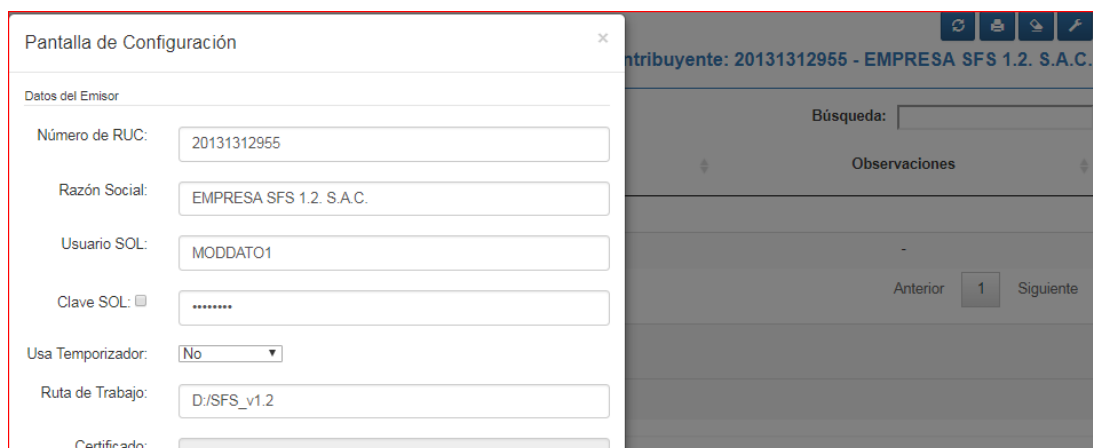 Pantalla de Configuración ×
Datos del Emisor
Número de RUC: 20131312955
Razón Social: EMPRESA SFS 1.2. S.A.C.
Usuario SOL: MODDATO1
Clave SOL: ••••••••
Usa Temporizador: No
Ruta de Trabajo: D:/SFS_v1.2
Certificado:
ntribuyente: 20131312955 - EMPRESA SFS 1.2. S.A.C.
Búsqueda:
Observaciones
-
Anterior 1 Siguiente